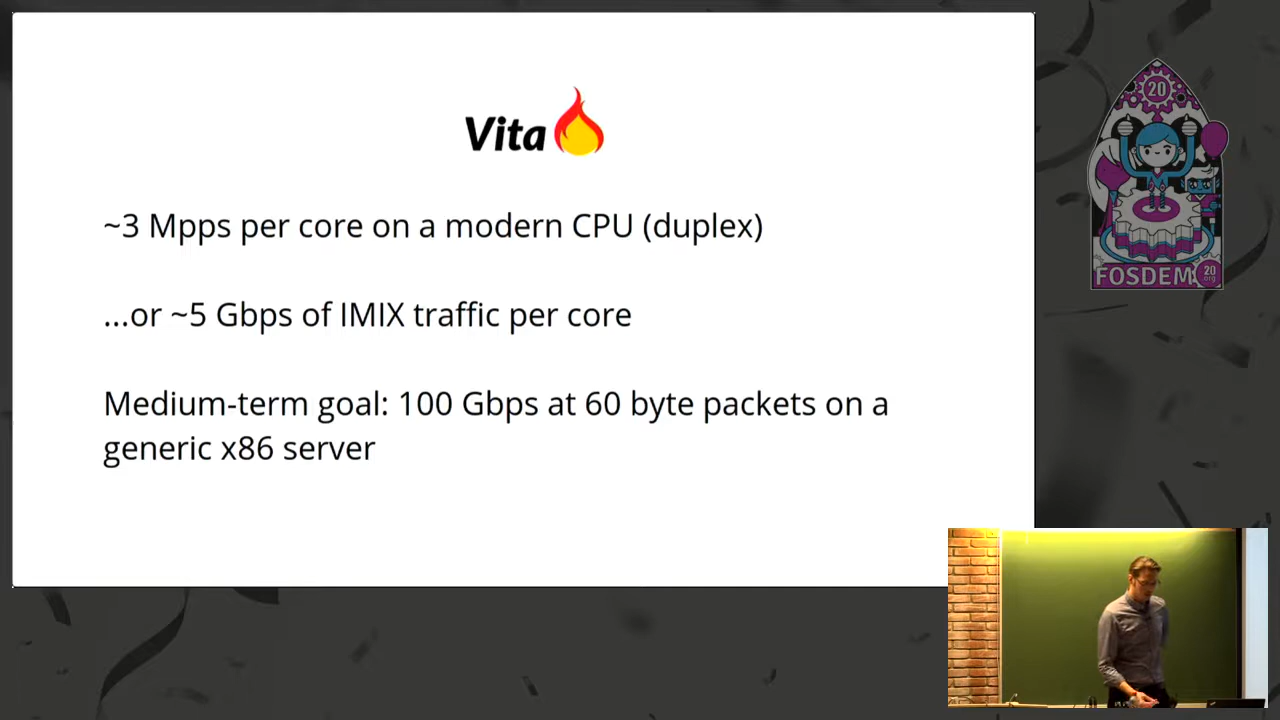 Vita
~3 Mpps per core on a modern CPU (duplex)
...or ~5 Gbps of IMIX traffic per core
Medium-term goal: 100 Gbps at 60 byte packets on a
generic x86 server
20
FOSDEM
20
org